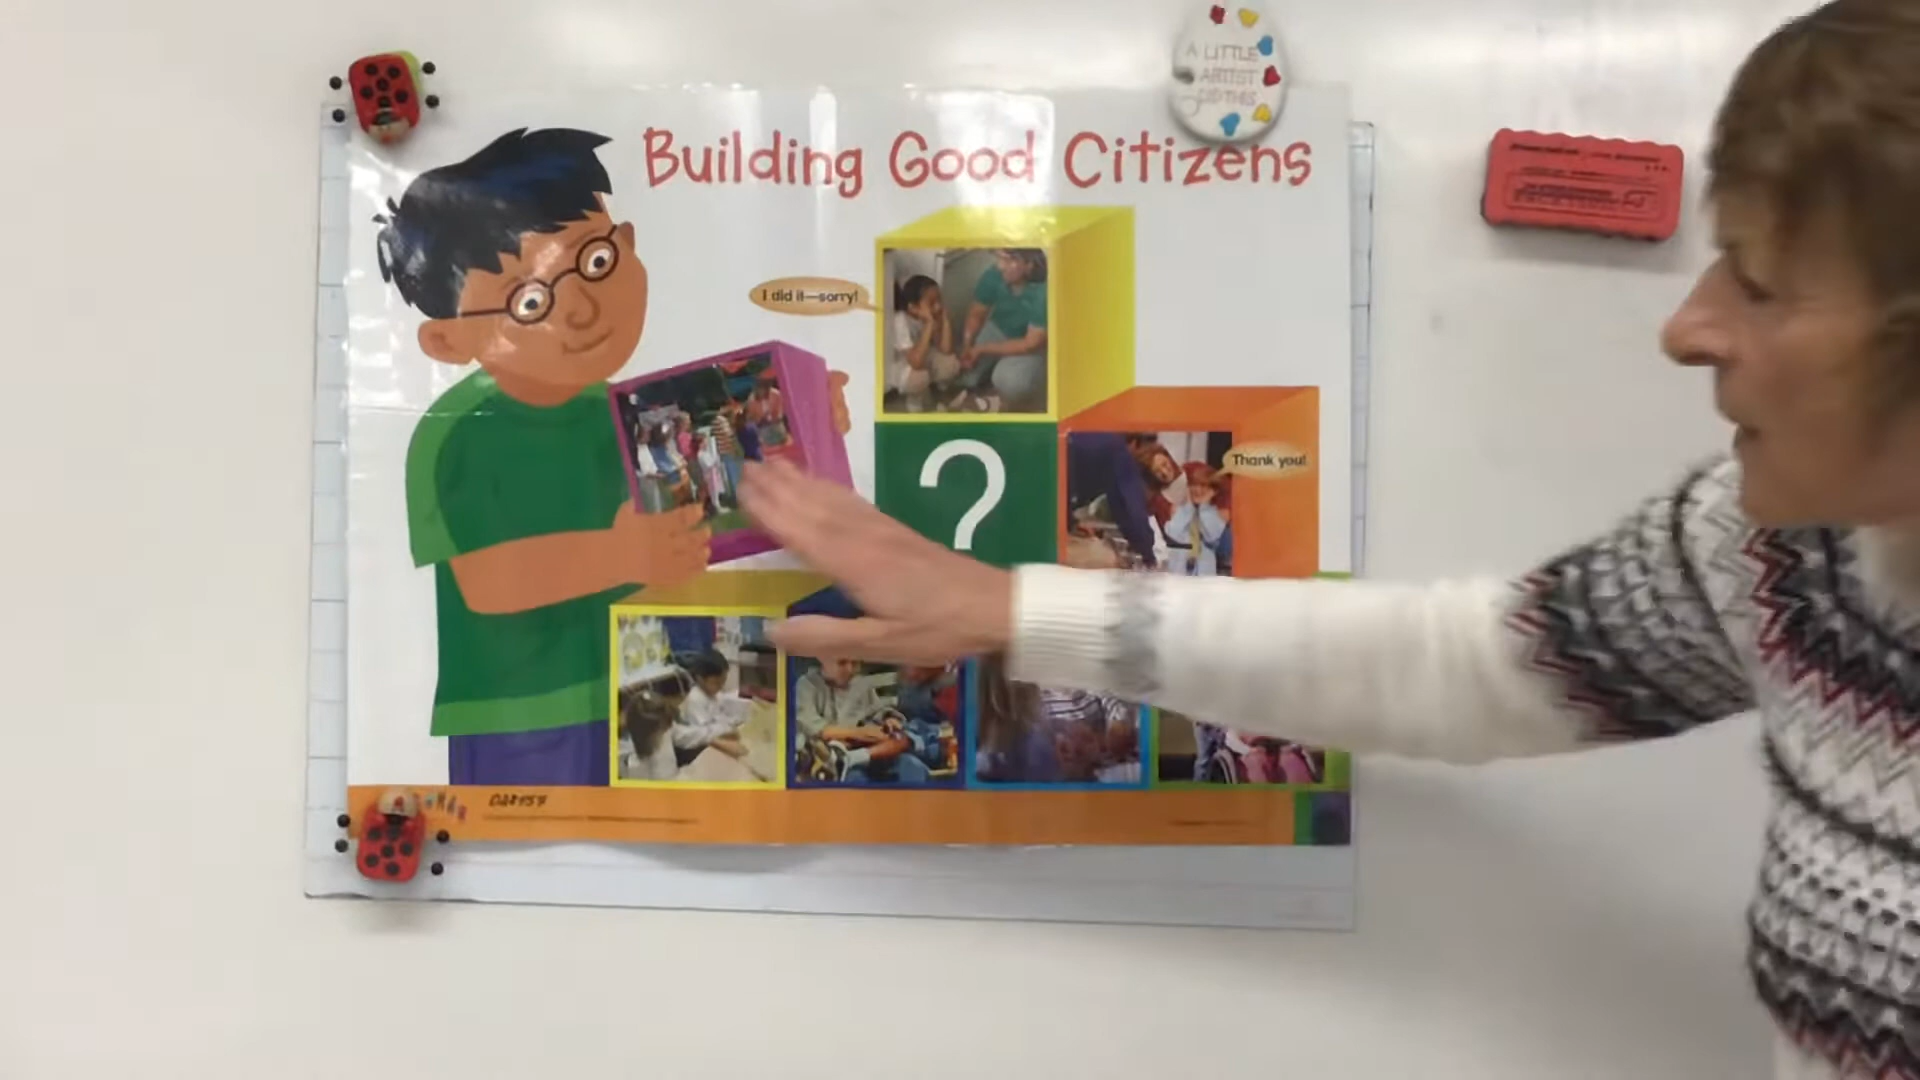 A LITTLE
ARTIST
DID THIS
Building Good Citizens
I did it—sorry!
?
Thank you!